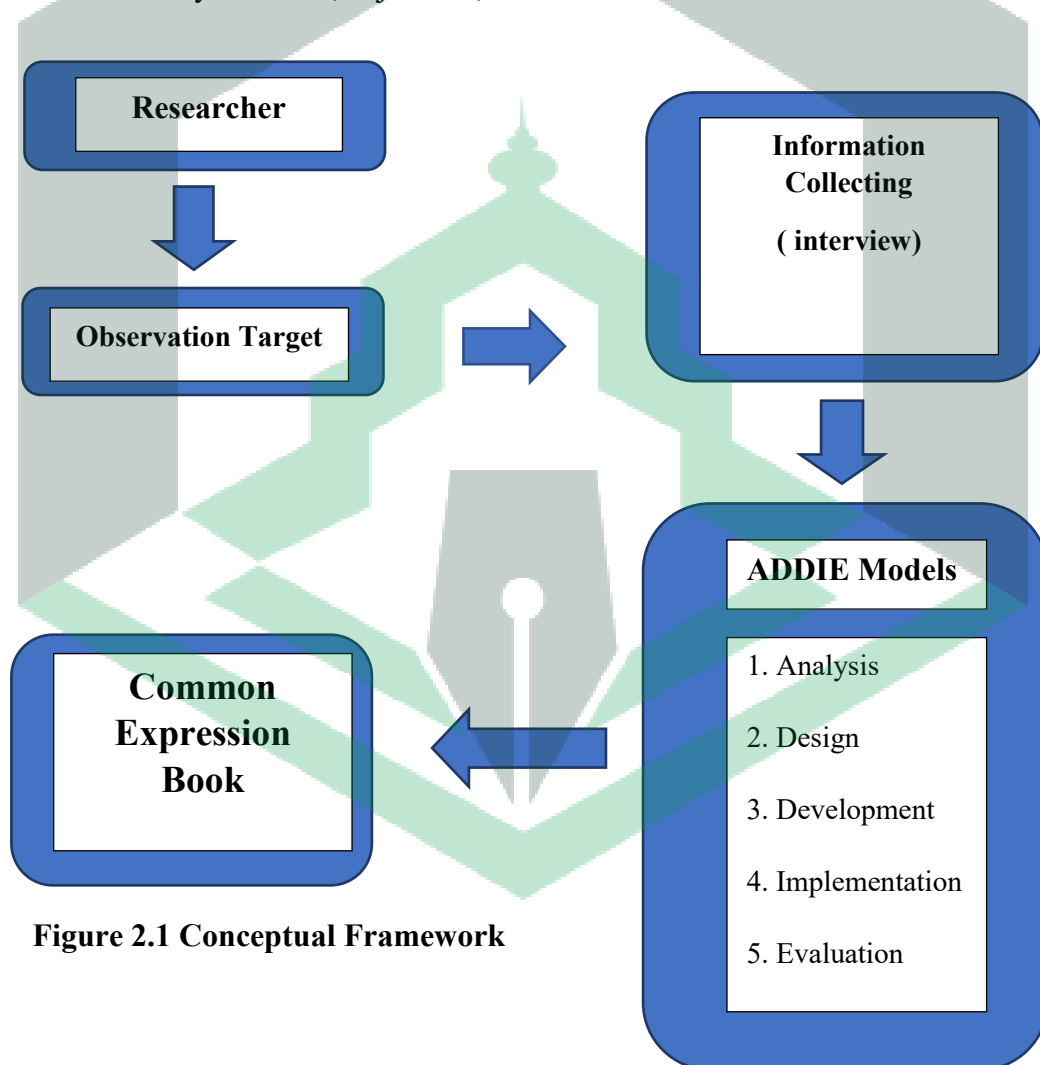 Researcher
Observation Target
Information
Collecting
( interview)
ADDIE Models
1. Analysis
2. Design
3. Development
4. Implementation
5. Evaluation
Common
Expression
Book
Figure 2.1 Conceptual Framework